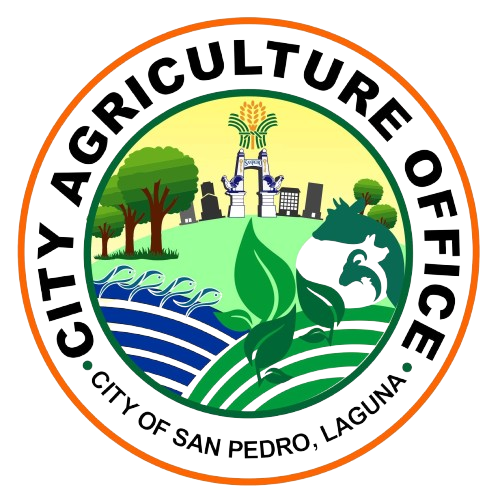 CITY AGRICULTURE OFFICE
• CITY OF SAN PEDRO, LAGUNA •